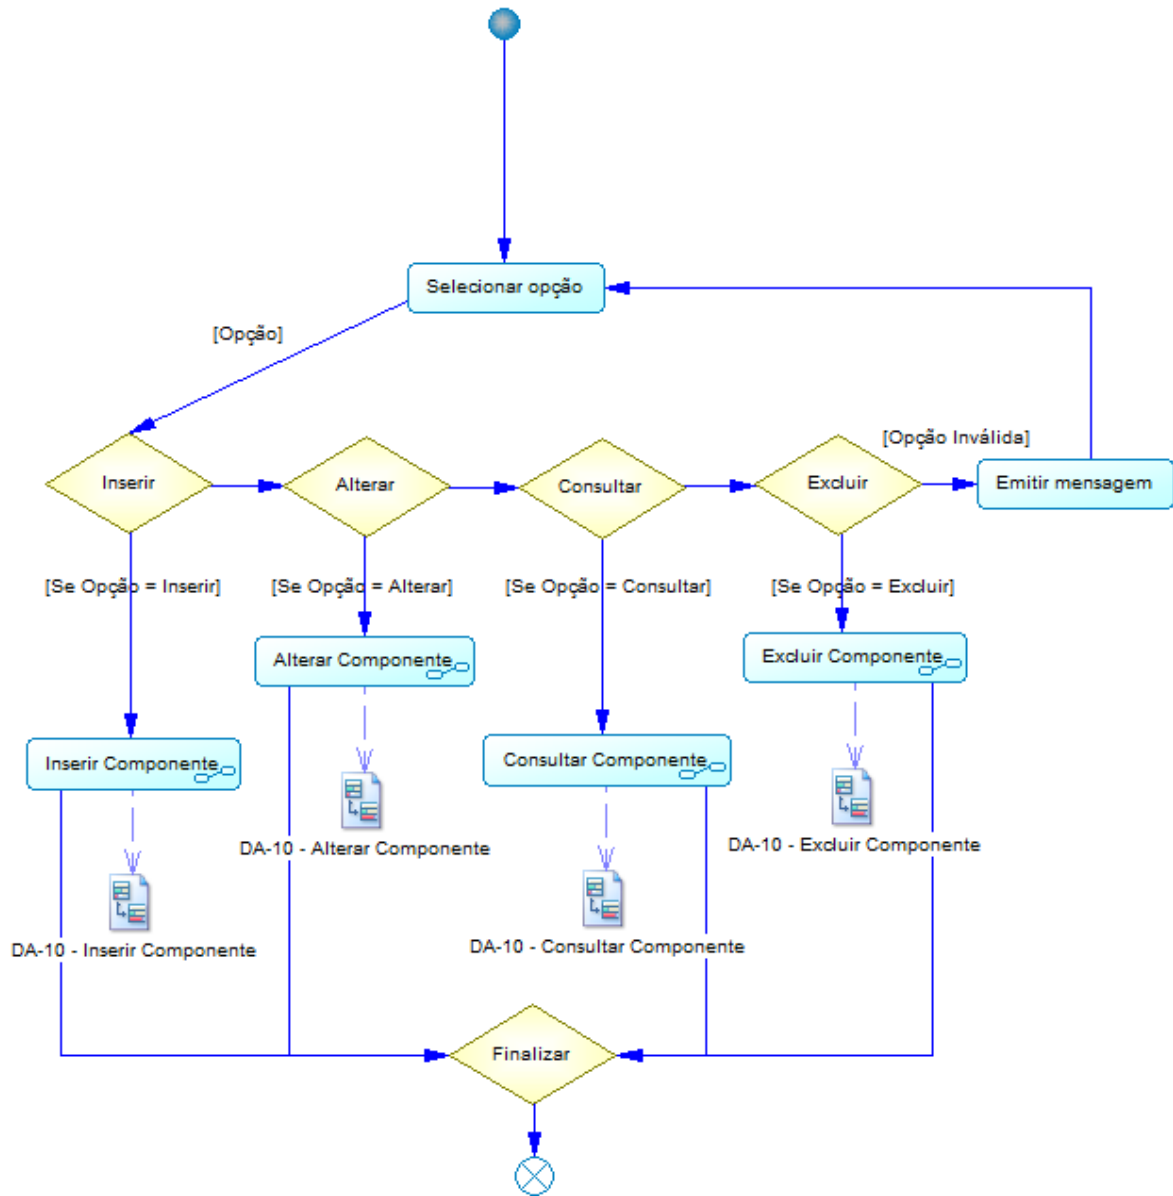 Selecionar opção
[Opção]
[Opção Inválida]
Inserir
Alterar
Consultar
Excluir
Emitir mensagem
[Se Opção = Inserir]
[Se Opção = Alterar]
[Se Opção = Consultar]
[Se Opção = Excluir]
Alterar Componente
Excluir Componente
Inserir Componente
Consultar Componente
DA-10 - Alterar Componente
DA-10 - Excluir Componente
DA-10 - Inserir Componente
DA-10 - Consultar Componente
Finalizar